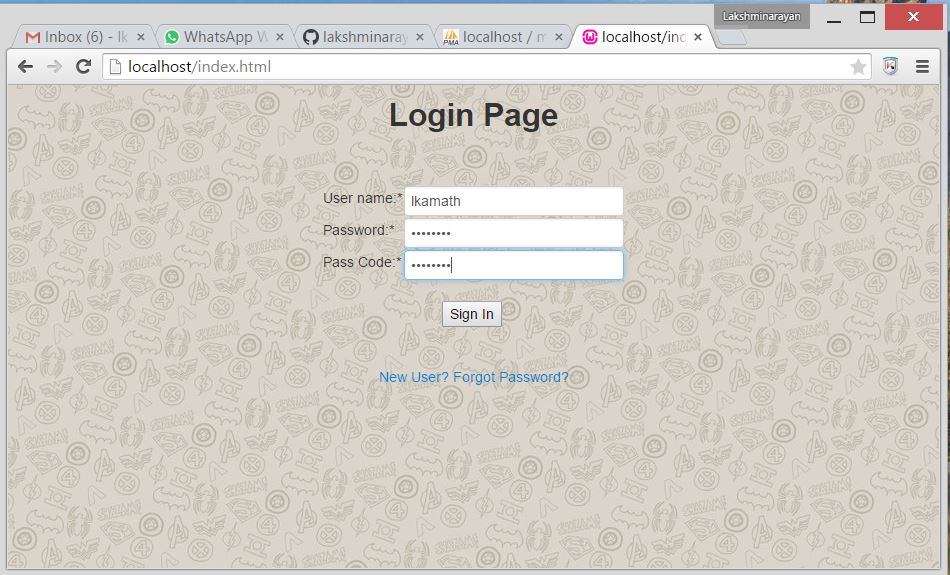 Lakshminarayan
Inbox (6) - lk
WhatsApp W
lakshminaray
localhost / m
localhost/ind
localhost/index.html
Login Page
User name:* lkamath
Password:* ••••••••
Pass Code:* ••••••••
Sign In
New User? Forgot Password?